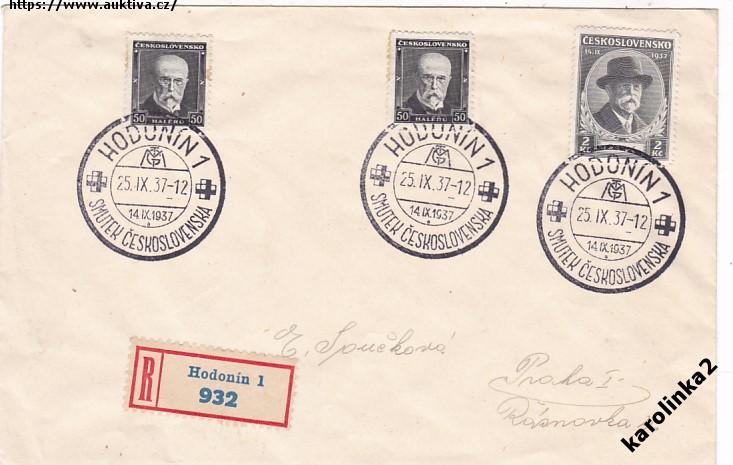 https://www.auktiva.cz/
ČESKOSLOVENSKO
50 50
HALÉŘŮ
ČESKOSLOVENSKO
50 50
HALÉŘŮ
ČESKOSLOVENSKO
14.IX. 1937
2 Kč 2 Kč
HODONÍN 1
25.IX.37-12
14.IX.1937
a
SMUTEK ČESKOSLOVENSKA
HODONÍN 1
25.IX.37-12
14.IX.1937
a
SMUTEK ČESKOSLOVENSKA
HODONÍN 1
25.IX.37-12
14.IX.1937
a
SMUTEK ČESKOSLOVENSKA
E. Součková
R Hodonín 1
932
Praha I.
Rásnovka
karolinka2